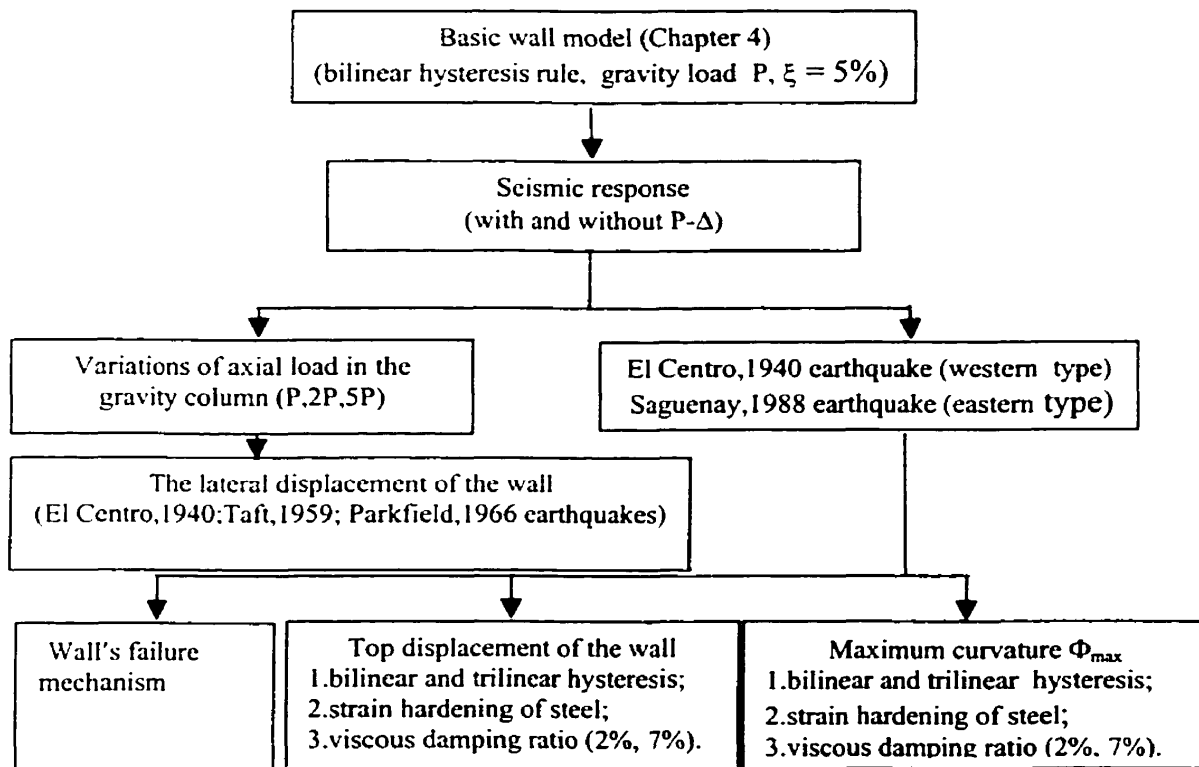 Basic wall model (Chapter 4)
(bilinear hysteresis rule, gravity load P, ξ = 5%)
Seismic response
(with and without P-Δ)
Variations of axial load in the
gravity column (P,2P,5P)
El Centro,1940 earthquake (western type)
Saguenay,1988 earthquake (eastern type)
The lateral displacement of the wall
(El Centro,1940;Taft,1959; Parkfield,1966 earthquakes)
Wall's failure
mechanism
Top displacement of the wall
1.bilinear and trilinear hysteresis;
2.strain hardening of steel;
3.viscous damping ratio (2%, 7%).
Maximum curvature Φmax
1.bilinear and trilinear hysteresis;
2.strain hardening of steel;
3.viscous damping ratio (2%, 7%).